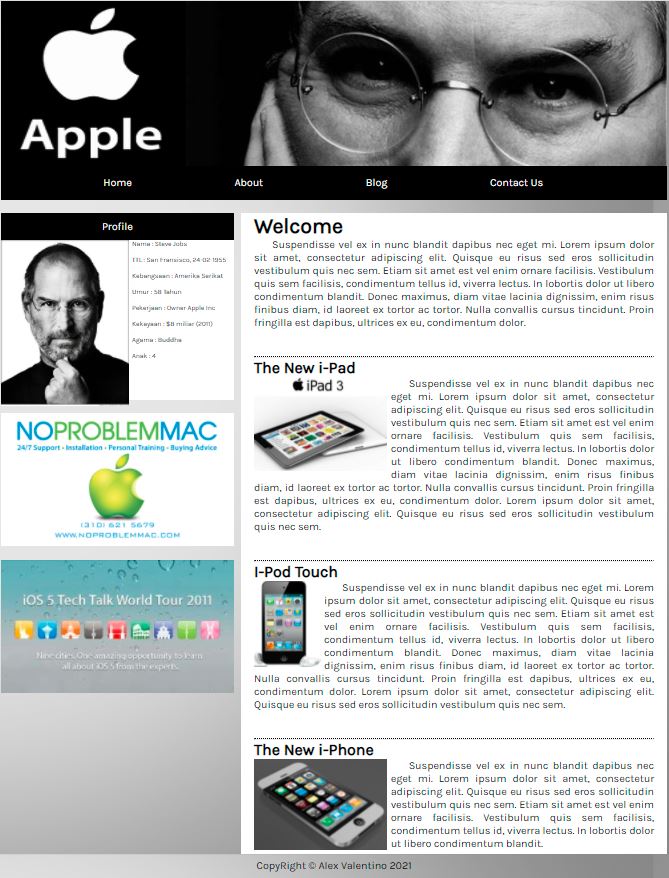 Apple
Home About Blog Contact Us
Profile
Nama : Steve Jobs
TTL : San Fransisco, 24-02-1955
Kebangsaan : Amerika Serikat
Umur : 58 Tahun
Pekerjaan : Owner Apple Inc
Kekayaan : $8 miliar (2011)
Agama : Buddha
Anak : 4
NOPROBLEMMAC
24/7 Support - Installation - Personal Training - Buying Advice
(310) 621 5679
WWW.NOPROBLEMMAC.COM
iOS 5 Tech Talk World Tour 2011
Nine cities. One amazing opportunity to learn
all about iOS 5 from the experts.
Welcome
Suspendisse vel ex in nunc blandit dapibus nec eget mi. Lorem ipsum dolor
sit amet, consectetur adipiscing elit. Quisque eu risus sed eros sollicitudin
vestibulum quis nec sem. Etiam sit amet est vel enim ornare facilisis. Vestibulum
quis sem facilisis, condimentum tellus id, viverra lectus. In lobortis dolor ut libero
condimentum blandit. Donec maximus, diam vitae lacinia dignissim, enim risus
finibus diam, id laoreet ex tortor ac tortor. Nulla convallis cursus tincidunt. Proin
fringilla est dapibus, ultrices ex eu, condimentum dolor.
The New i-Pad
iPad 3
Suspendisse vel ex in nunc blandit dapibus nec
eget mi. Lorem ipsum dolor sit amet, consectetur
adipiscing elit. Quisque eu risus sed eros sollicitudin
vestibulum quis nec sem. Etiam sit amet est vel enim
ornare facilisis. Vestibulum quis sem facilisis,
condimentum tellus id, viverra lectus. In lobortis dolor
ut libero condimentum blandit. Donec maximus,
diam vitae lacinia dignissim, enim risus finibus
diam, id laoreet ex tortor ac tortor. Nulla convallis cursus tincidunt. Proin fringilla
est dapibus, ultrices ex eu, condimentum dolor. Lorem ipsum dolor sit amet,
consectetur adipiscing elit. Quisque eu risus sed eros sollicitudin vestibulum
quis nec sem.
I-Pod Touch
Suspendisse vel ex in nunc blandit dapibus nec eget mi. Lorem
ipsum dolor sit amet, consectetur adipiscing elit. Quisque eu risus
sed eros sollicitudin vestibulum quis nec sem. Etiam sit amet est
vel enim ornare facilisis. Vestibulum quis sem facilisis,
condimentum tellus id, viverra lectus. In lobortis dolor ut libero
condimentum blandit. Donec maximus, diam vitae lacinia
dignissim, enim risus finibus diam, id laoreet ex tortor ac tortor.
Nulla convallis cursus tincidunt. Proin fringilla est dapibus, ultrices ex eu,
condimentum dolor. Lorem ipsum dolor sit amet, consectetur adipiscing elit.
Quisque eu risus sed eros sollicitudin vestibulum quis nec sem.
The New i-Phone
Suspendisse vel ex in nunc blandit dapibus nec
eget mi. Lorem ipsum dolor sit amet, consectetur
adipiscing elit. Quisque eu risus sed eros sollicitudin
vestibulum quis nec sem. Etiam sit amet est vel enim
ornare facilisis. Vestibulum quis sem facilisis,
condimentum tellus id, viverra lectus. In lobortis dolor
ut libero condimentum blandit.
CopyRight © Alex Valentino 2021